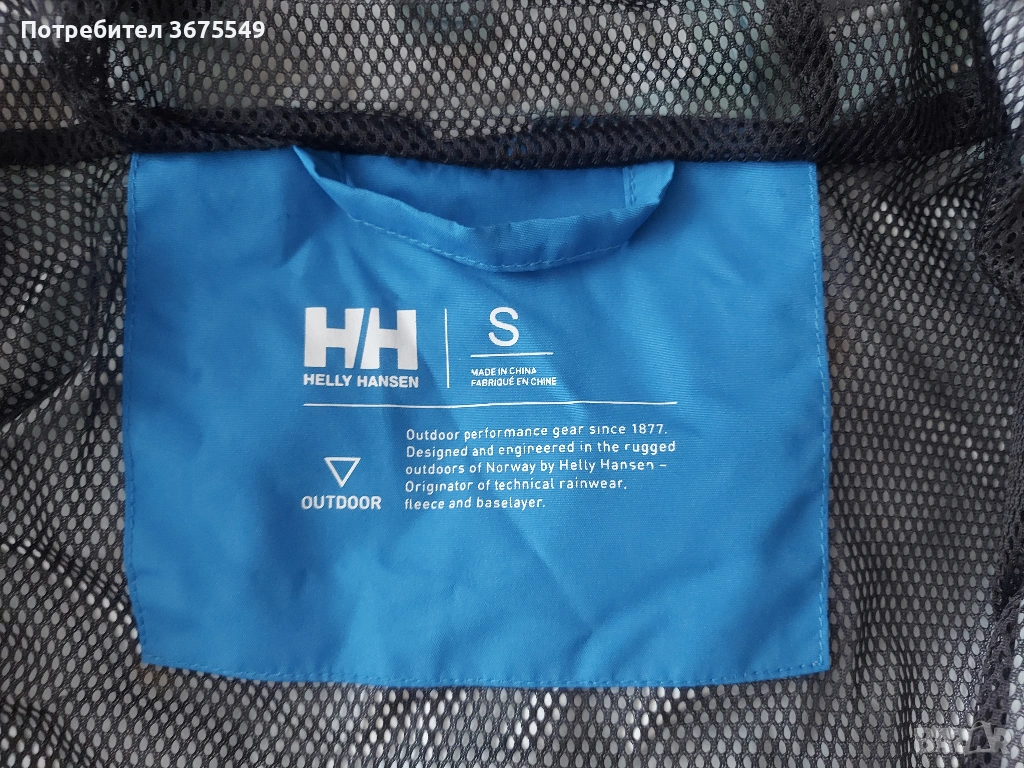 Потребител 3675549
HH
HELLY HANSEN
S
MADE IN CHINA
FABRIQUÉ EN CHINE
Outdoor performance gear since 1877.
Designed and engineered in the rugged
outdoors of Norway by Helly Hansen –
Originator of technical rainwear,
fleece and baselayer.
OUTDOOR